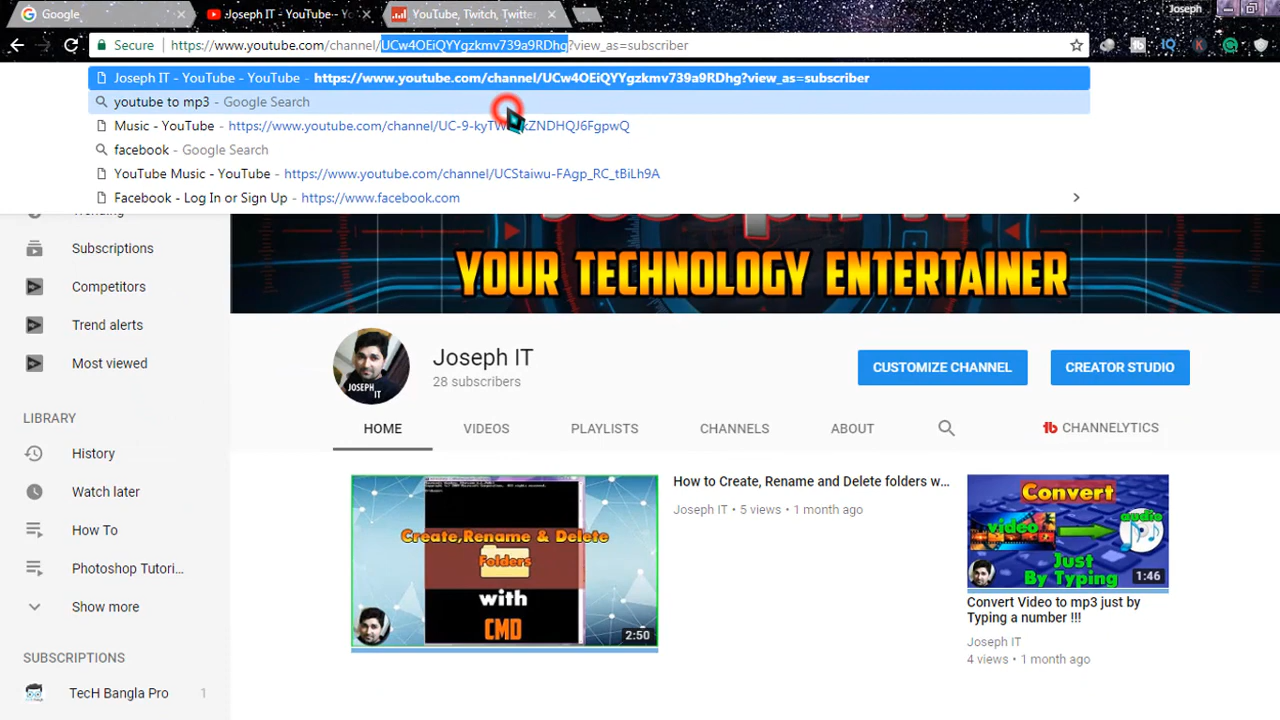 Google
Joseph IT - YouTube - Yo
YouTube, Twitch, Twitter
Joseph
Secure
https://www.youtube.com/channel/UCw4OEiQYYgzkmv739a9RDhg?view_as=subscriber
Joseph IT - YouTube - YouTube - https://www.youtube.com/channel/UCw4OEiQYYgzkmv739a9RDhg?view_as=subscriber
youtube to mp3 - Google Search
Music - YouTube - https://www.youtube.com/channel/UC-9-kyTW kZNDHQJ6FgpwQ
facebook - Google Search
YouTube Music - YouTube - https://www.youtube.com/channel/UCStaiwu-FAgp_RC_tBiLh9A
Facebook - Log In or Sign Up - https://www.facebook.com
Subscriptions
Competitors
Trend alerts
Most viewed
LIBRARY
History
Watch later
How To
Photoshop Tutori...
Show more
SUBSCRIPTIONS
TecH Bangla Pro 1
YOUR TECHNOLOGY ENTERTAINER
JOSEPH IT
Joseph IT
28 subscribers
CUSTOMIZE CHANNEL
CREATOR STUDIO
HOME
VIDEOS
PLAYLISTS
CHANNELS
ABOUT
CHANNELYTICS
Create,Rename & Delete
Folders
with
CMD
2:50
How to Create, Rename and Delete folders w...
Joseph IT • 5 views • 1 month ago
Convert
video
audio
Just
By Typing
1:46
Convert Video to mp3 just by
Typing a number !!!
Joseph IT
4 views • 1 month ago